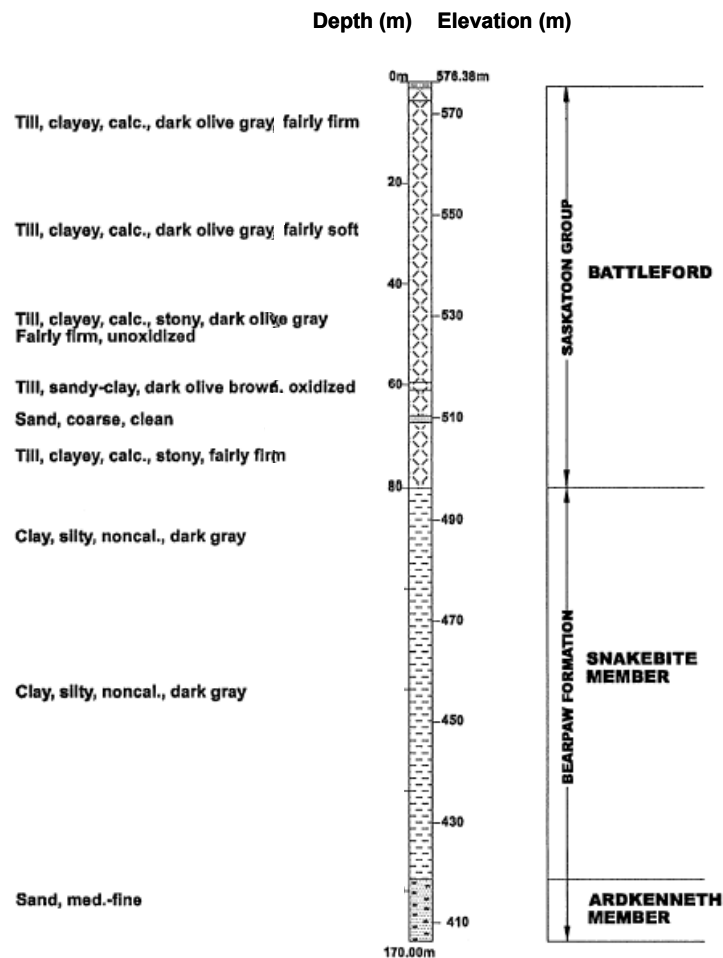 Depth (m) Elevation (m)
0m 576.38m
Till, clayey, calc., dark olive gray fairly firm
570
20
Till, clayey, calc., dark olive gray fairly soft
550
40
Till, clayey, calc., stony, dark olive gray
Fairly firm, unoxidized
530
Till, sandy-clay, dark olive brown. oxidized
60
Sand, coarse, clean
510
Till, clayey, calc., stony, fairly firm
80
SASKATOON GROUP
BATTLEFORD
Clay, silty, noncal., dark gray
490
470
Clay, silty, noncal., dark gray
450
430
BEARPAW FORMATION
SNAKEBITE
MEMBER
Sand, med.-fine
410
ARDKENNETH
MEMBER
170.00m